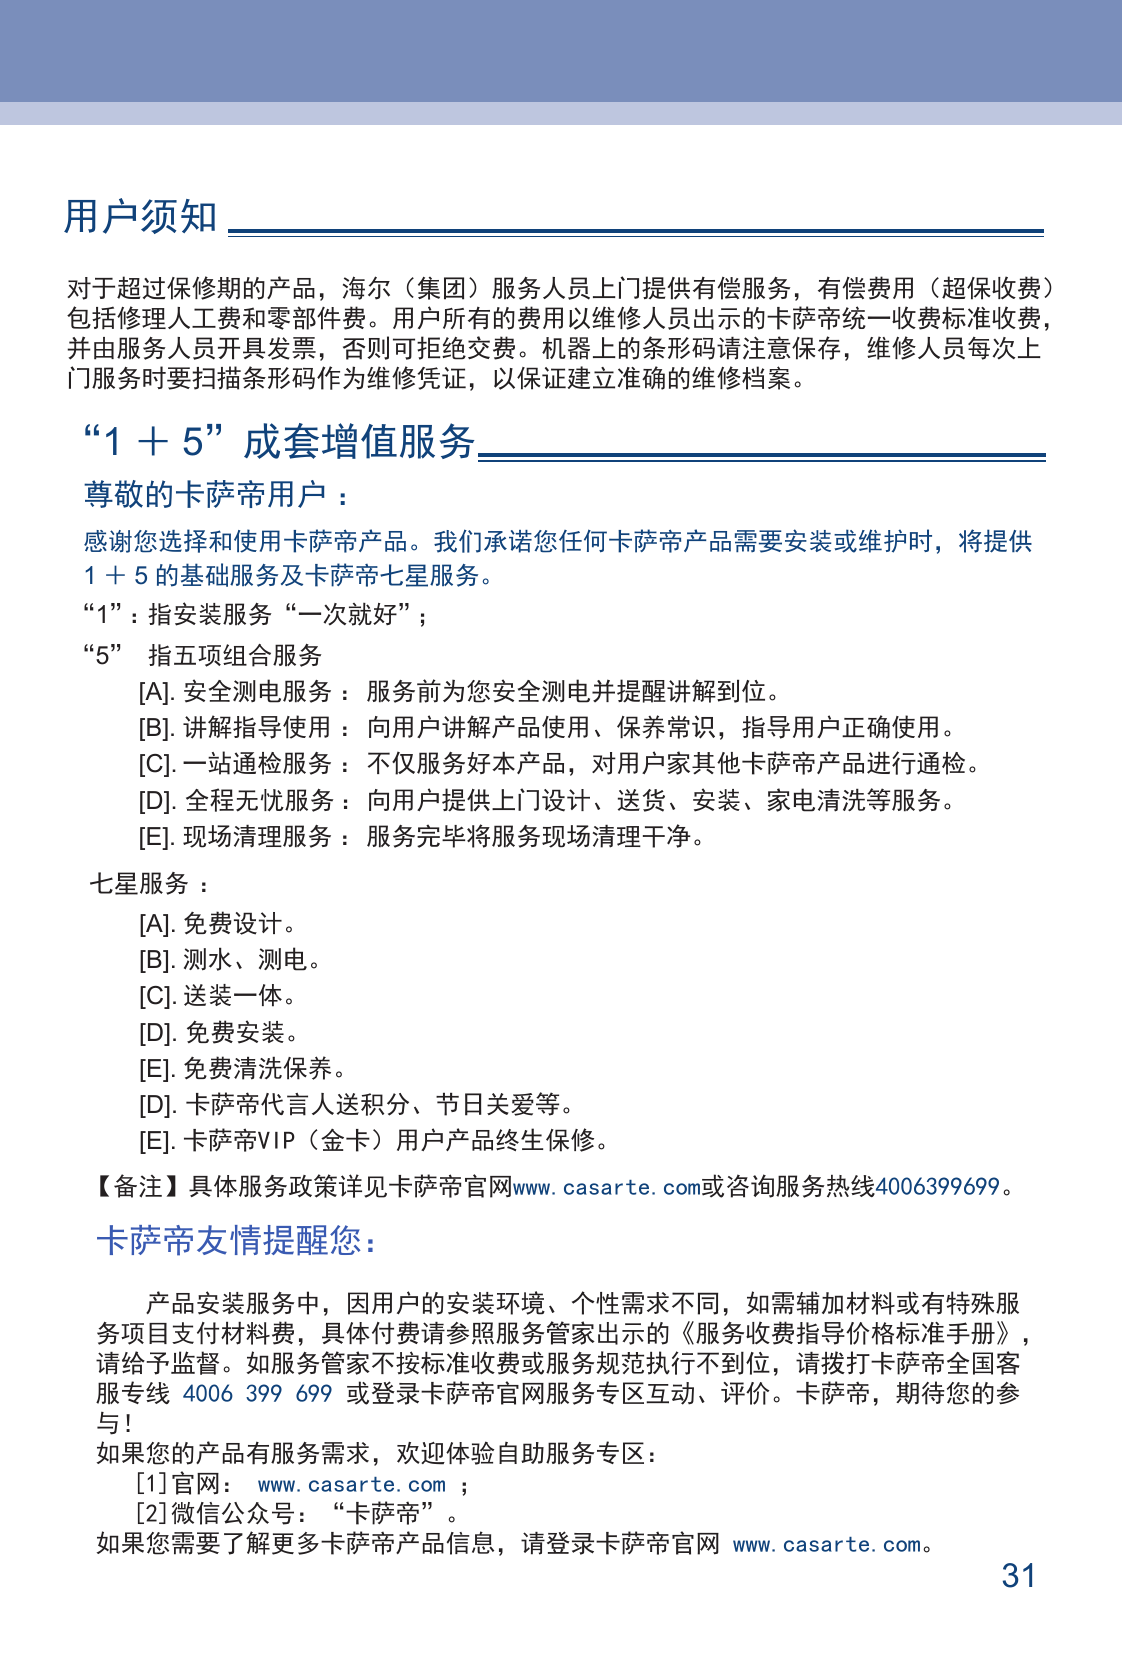 用户须知
对于超过保修期的产品，海尔（集团）服务人员上门提供有偿服务，有偿费用（超保收费）
包括修理人工费和零部件费。用户所有的费用以维修人员出示的卡萨帝统一收费标准收费，
并由服务人员开具发票，否则可拒绝交费。机器上的条形码请注意保存，维修人员每次上
门服务时要扫描条形码作为维修凭证，以保证建立准确的维修档案。
“1＋5”成套增值服务
尊敬的卡萨帝用户：
感谢您选择和使用卡萨帝产品。我们承诺您任何卡萨帝产品需要安装或维护时，将提供
1＋5的基础服务及卡萨帝七星服务。
“1”：指安装服务“一次就好”；
“5” 指五项组合服务
[A]. 安全测电服务：服务前为您安全测电并提醒讲解到位。
[B]. 讲解指导使用：向用户讲解产品使用、保养常识，指导用户正确使用。
[C]. 一站通检服务：不仅服务好本产品，对用户家其他卡萨帝产品进行通检。
[D]. 全程无忧服务：向用户提供上门设计、送货、安装、家电清洗等服务。
[E]. 现场清理服务：服务完毕将服务现场清理干净。
七星服务：
[A]. 免费设计。
[B]. 测水、测电。
[C]. 送装一体。
[D]. 免费安装。
[E]. 免费清洗保养。
[D]. 卡萨帝代言人送积分、节日关爱等。
[E]. 卡萨帝VIP（金卡）用户产品终生保修。
【备注】具体服务政策详见卡萨帝官网www.casarte.com或咨询服务热线4006399699。
卡萨帝友情提醒您：
产品安装服务中，因用户的安装环境、个性需求不同，如需辅加材料或有特殊服
务项目支付材料费，具体付费请参照服务管家出示的《服务收费指导价格标准手册》，
请给予监督。如服务管家不按标准收费或服务规范执行不到位，请拨打卡萨帝全国客
服专线 4006 399 699 或登录卡萨帝官网服务专区互动、评价。卡萨帝，期待您的参
与！
如果您的产品有服务需求，欢迎体验自助服务专区：
[1]官网： www.casarte.com ；
[2]微信公众号：“卡萨帝”。
如果您需要了解更多卡萨帝产品信息，请登录卡萨帝官网 www.casarte.com。
31